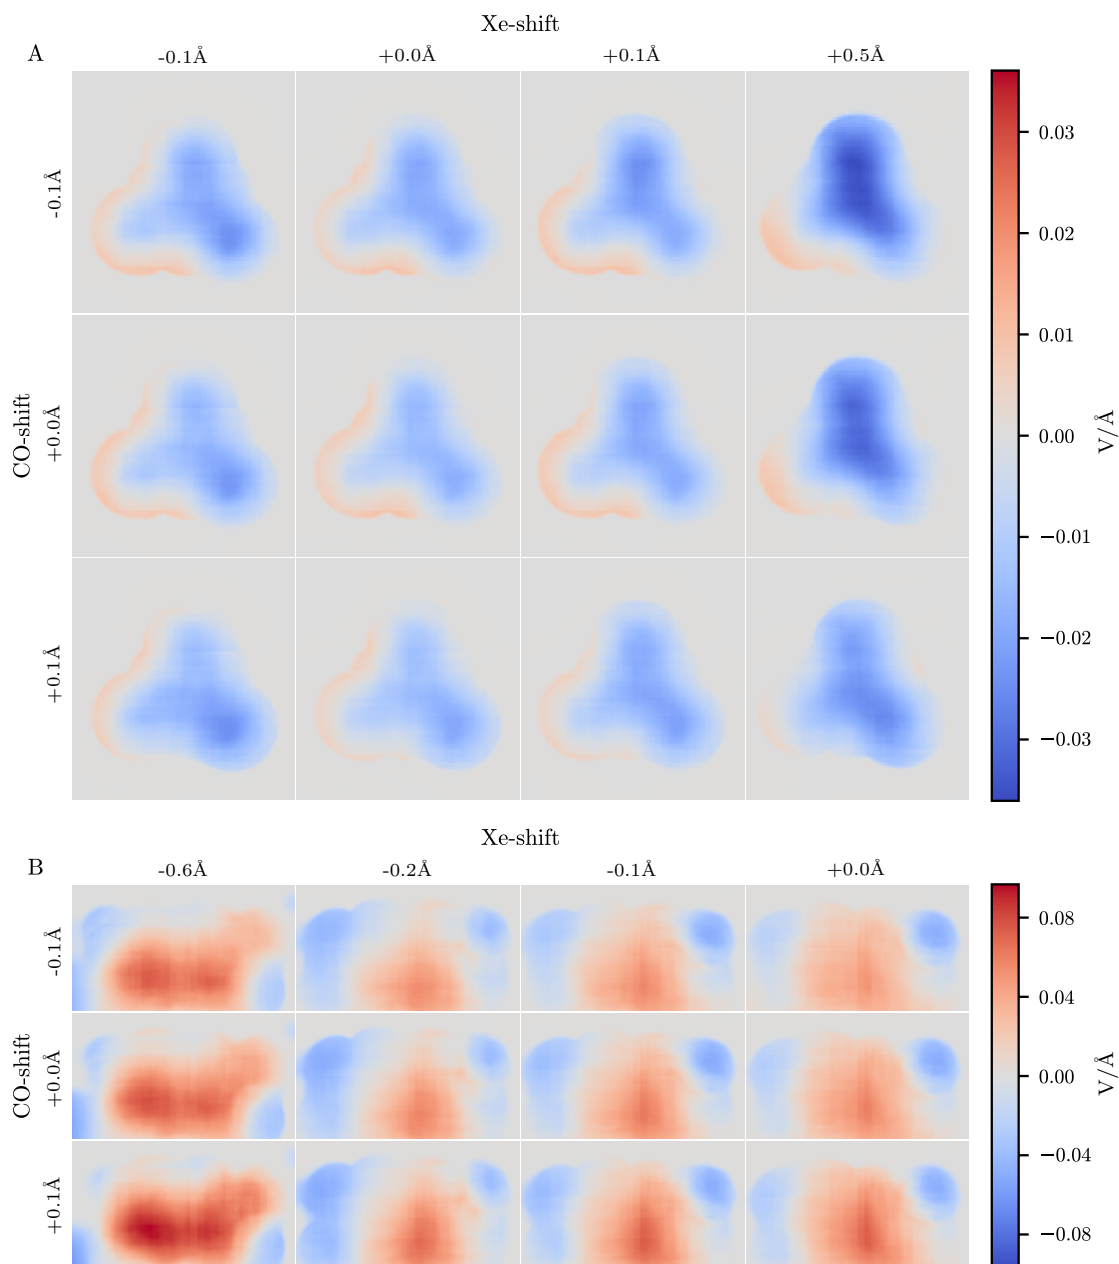 Xe-shift
A
-0.1Å +0.0Å +0.1Å +0.5Å
CO-shift
-0.1Å
+0.0Å
+0.1Å
0.03
0.02
0.01
0.00
−0.01
−0.02
−0.03
V/Å
Xe-shift
B
-0.6Å -0.2Å -0.1Å +0.0Å
CO-shift
-0.1Å
+0.0Å
+0.1Å
0.08
0.04
0.00
−0.04
−0.08
V/Å